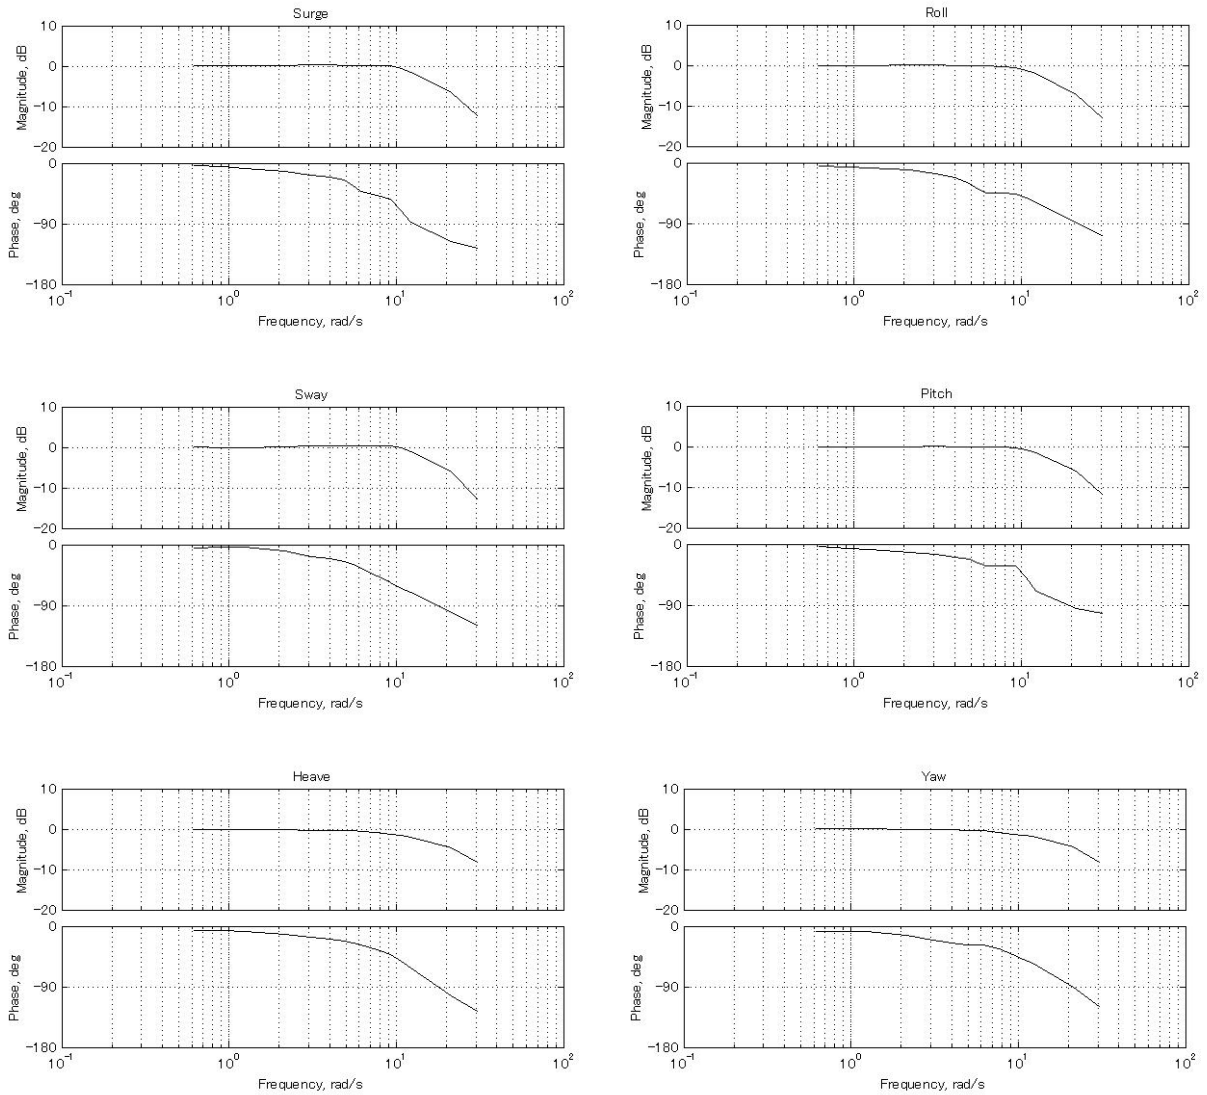 Surge
Magnitude, dB
10
0
−10
−20
Phase, deg
0
−90
−180
10^-1
10^0
10^1
10^2
Frequency, rad/s
Roll
Magnitude, dB
10
0
−10
−20
Phase, deg
0
−90
−180
10^-1
10^0
10^1
10^2
Frequency, rad/s
Sway
Magnitude, dB
10
0
−10
−20
Phase, deg
0
−90
−180
10^-1
10^0
10^1
10^2
Frequency, rad/s
Pitch
Magnitude, dB
10
0
−10
−20
Phase, deg
0
−90
−180
10^-1
10^0
10^1
10^2
Frequency, rad/s
Heave
Magnitude, dB
10
0
−10
−20
Phase, deg
0
−90
−180
10^-1
10^0
10^1
10^2
Frequency, rad/s
Yaw
Magnitude, dB
10
0
−10
−20
Phase, deg
0
−90
−180
10^-1
10^0
10^1
10^2
Frequency, rad/s